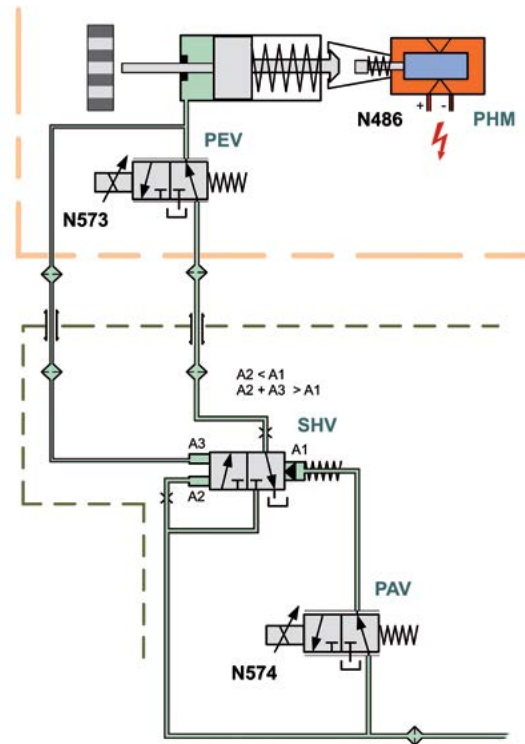 + -
N486
PHM
PEV
N573
A2 < A1
A2 + A3 > A1
SHV
A3
A1
A2
PAV
N574